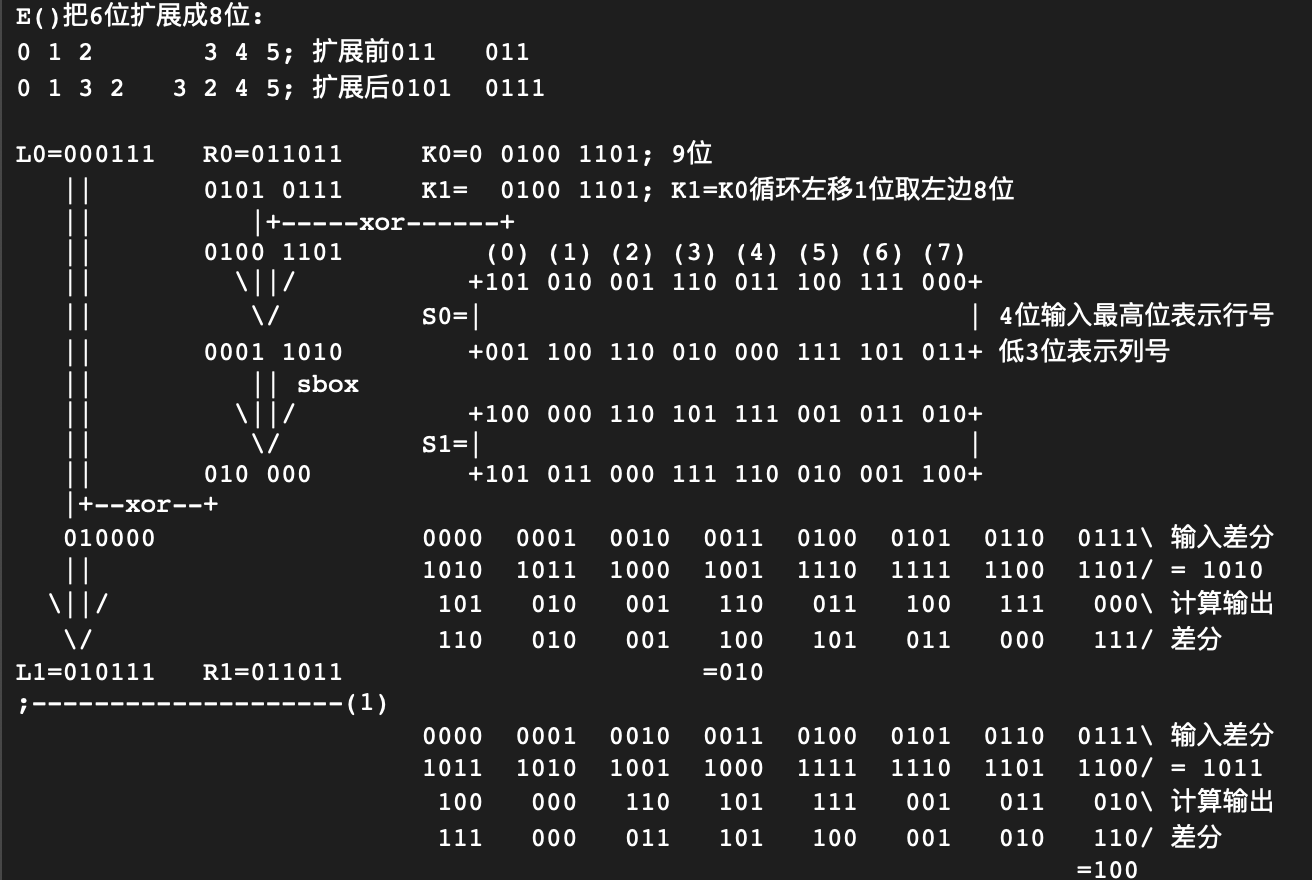 E()把6位扩展成8位：
0 1 2       3 4 5; 扩展前011   011
0 1 3 2   3 2 4 5; 扩展后0101  0111

L0=000111   R0=011011     K0=0 0100 1101; 9位
   ||       0101 0111     K1=  0100 1101; K1=K0循环左移1位取左边8位
   ||          |+-----xor------+
   ||       0100 1101         (0) (1) (2) (3) (4) (5) (6) (7)
   ||         \||/           +101 010 001 110 011 100 111 000+
   ||          \/         S0=|                               | 4位输入最高位表示行号
   ||       0001 1010        +001 100 110 010 000 111 101 011+ 低3位表示列号
   ||          || sbox
   ||         \||/           +100 000 110 101 111 001 011 010+
   ||          \/         S1=|                               |
   ||       010 000          +101 011 000 111 110 010 001 100+
   |+--xor--+
   010000                 0000  0001  0010  0011  0100  0101  0110  0111\ 输入差分
   ||                     1010  1011  1000  1001  1110  1111  1100  1101/ = 1010
  \||/                     101   010   001   110   011   100   111   000\ 计算输出
   \/                      110   010   001   100   101   011   000   111/ 差分
L1=010111   R1=011011                       =010
;--------------------(1)
                          0000  0001  0010  0011  0100  0101  0110  0111\ 输入差分
                          1011  1010  1001  1000  1111  1110  1101  1100/ = 1011
                           100   000   110   101   111   001   011   010\ 计算输出
                           111   000   011   101   100   001   010   110/ 差分
                                                                    =100